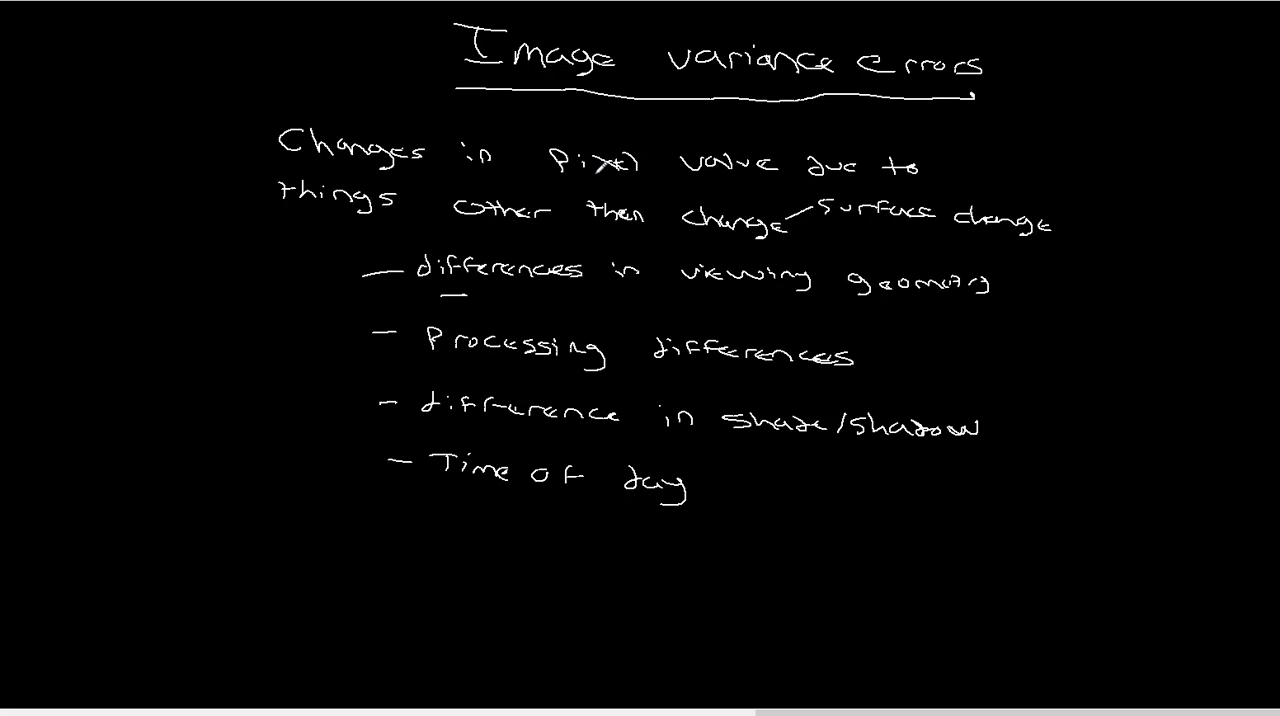 Image variance errors
Changes in pixel value due to
things other then change surface change
- differences in viewing geometry
- Processing differences
- difference in shade/shadow
- Time of day